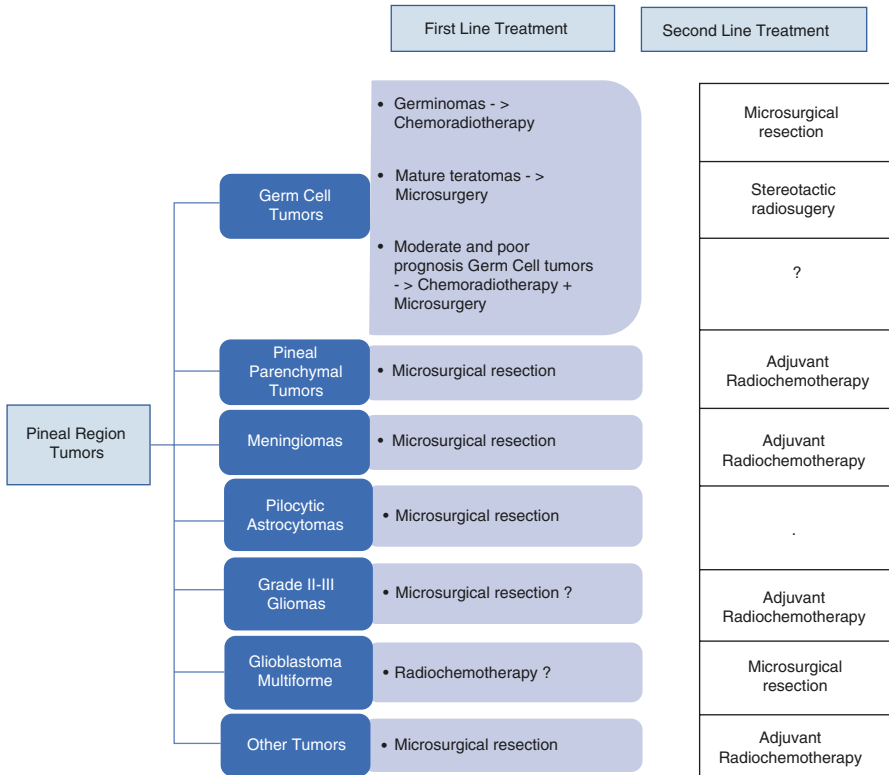 First Line Treatment
Second Line Treatment
Pineal Region
Tumors
Germ Cell
Tumors
• Germinomas - >
Chemoradiotherapy
• Mature teratomas - >
Microsurgery
• Moderate and poor
prognosis Germ Cell tumors
- > Chemoradiotherapy +
Microsurgery
Microsurgical
resection
Stereotactic
radiosugery
?
Pineal
Parenchymal
Tumors
• Microsurgical resection
Adjuvant
Radiochemotherapy
Meningiomas
• Microsurgical resection
Adjuvant
Radiochemotherapy
Pilocytic
Astrocytomas
• Microsurgical resection
.
Grade II-III
Gliomas
• Microsurgical resection ?
Adjuvant
Radiochemotherapy
Glioblastoma
Multiforme
• Radiochemotherapy ?
Microsurgical
resection
Other Tumors
• Microsurgical resection
Adjuvant
Radiochemotherapy